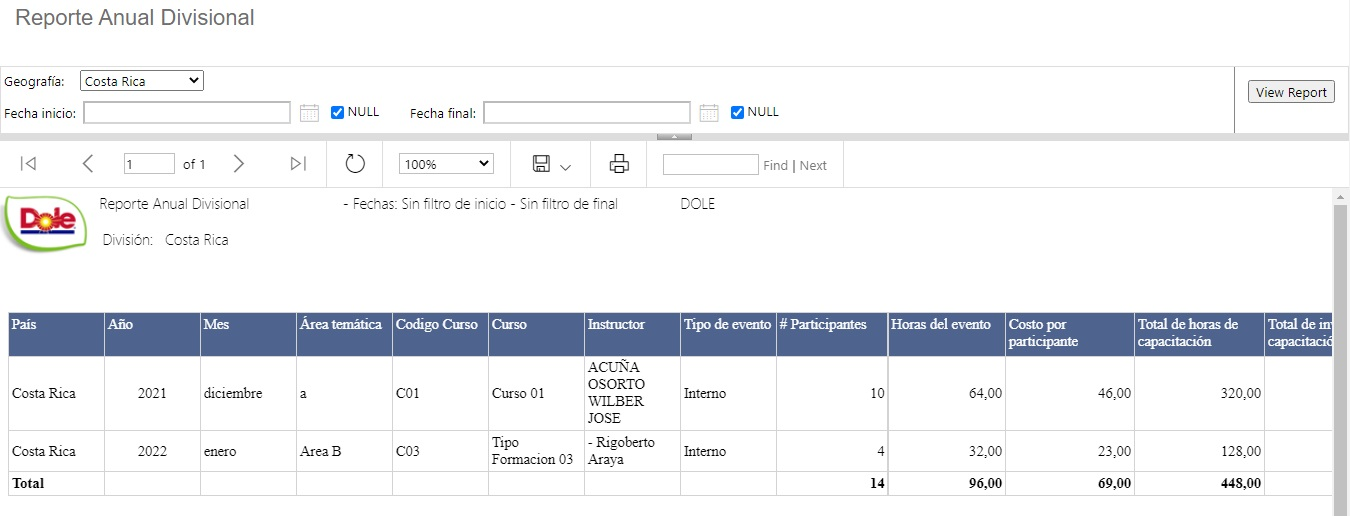 Reporte Anual Divisional
Geografía: Costa Rica
Fecha inicio: NULL Fecha final: NULL
View Report
1 of 1 100% Find | Next
Dole
Reporte Anual Divisional - Fechas: Sin filtro de inicio - Sin filtro de final DOLE
División: Costa Rica
País Año Mes Área temática Codigo Curso Curso Instructor Tipo de evento # Participantes Horas del evento Costo por participante Total de horas de capacitación Total de
Costa Rica 2021 diciembre a C01 Curso 01 ACUÑA OSORTO WILBER JOSE Interno 10 64,00 46,00 320,00
Costa Rica 2022 enero Area B C03 Tipo Formacion 03 - Rigoberto Araya Interno 4 32,00 23,00 128,00
Total 14 96,00 69,00 448,00